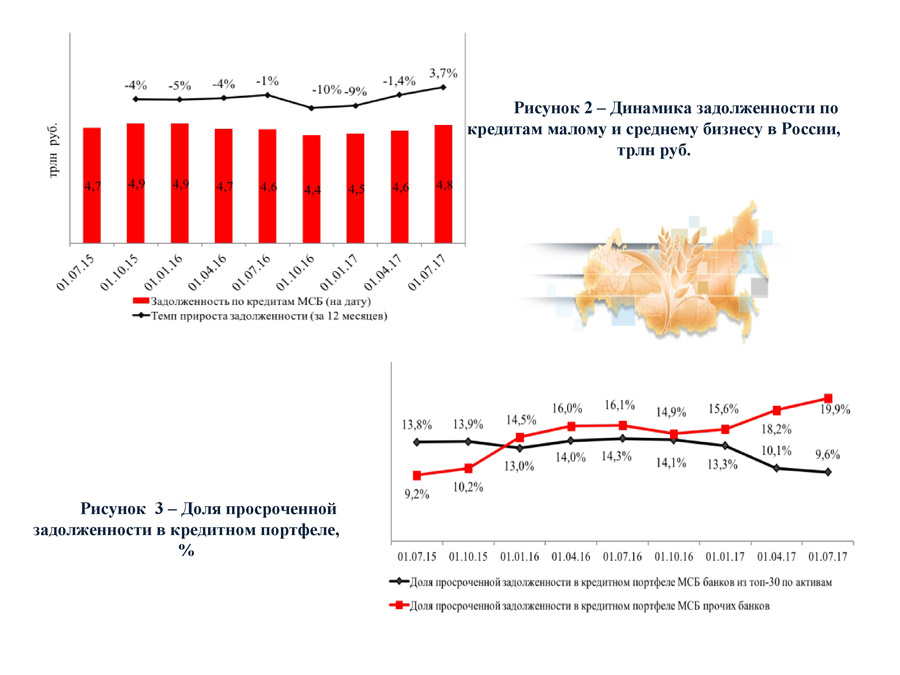 -4% -5% -4% -1% -10% -9% -1,4% 3,7%
трлн руб.
4,7 4,9 4,9 4,7 4,6 4,4 4,5 4,6 4,8
01.07.15 01.10.15 01.01.16 01.04.16 01.07.16 01.10.16 01.01.17 01.04.17 01.07.17
Задолженность по кредитам МСБ (на дату)
Темп прироста задолженности (за 12 месяцев)
Рисунок 2 – Динамика задолженности по
кредитам малому и среднему бизнесу в России,
трлн руб.
13,8% 13,9% 14,5% 16,0% 16,1% 14,9% 15,6% 18,2% 19,9%
9,2% 10,2% 13,0% 14,0% 14,3% 14,1% 13,3% 10,1% 9,6%
01.07.15 01.10.15 01.01.16 01.04.16 01.07.16 01.10.16 01.01.17 01.04.17 01.07.17
Доля просроченной задолженности в кредитном портфеле МСБ банков из топ-30 по активам
Доля просроченной задолженности в кредитном портфеле МСБ прочих банков
Рисунок 3 – Доля просроченной
задолженности в кредитном портфеле,
%